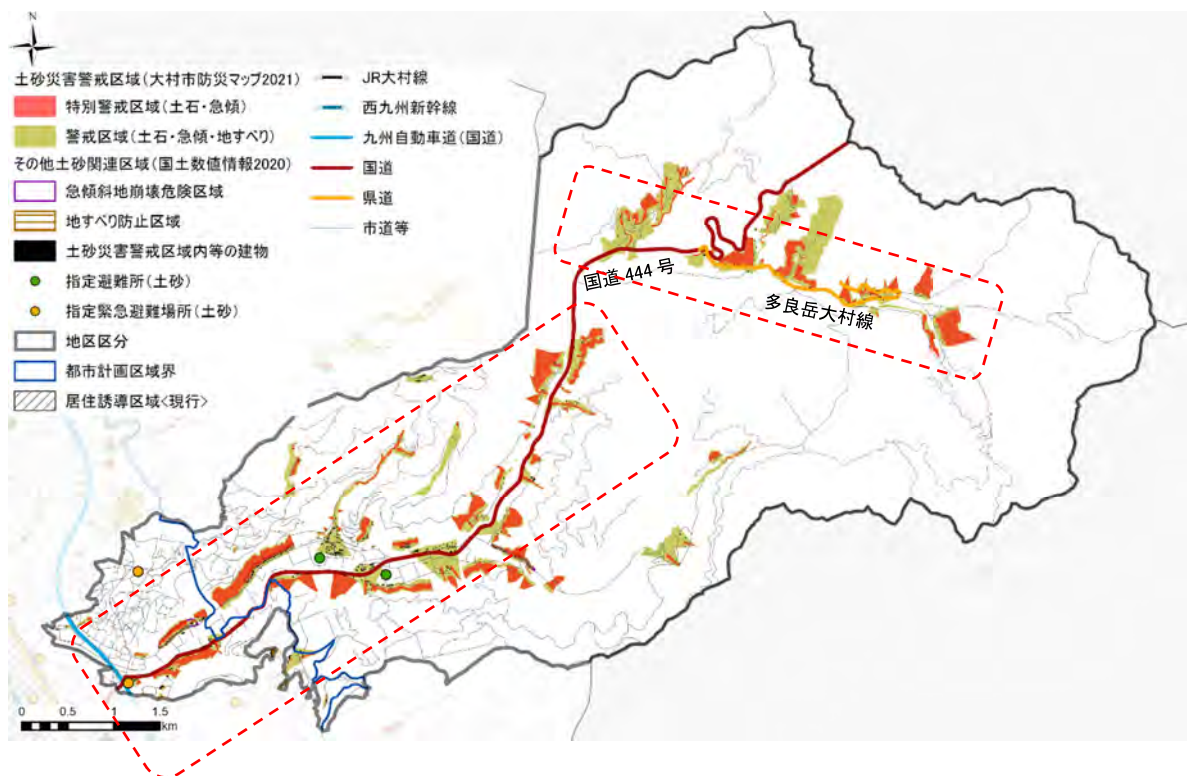 N
土砂災害警戒区域(大村市防災マップ2021)
特別警戒区域(土石・急傾)
警戒区域(土石・急傾・地すべり)
その他土砂関連区域(国土数値情報2020)
急傾斜地崩壊危険区域
地すべり防止区域
土砂災害警戒区域内等の建物
指定避難所(土砂)
指定緊急避難場所(土砂)
地区区分
都市計画区域界
居住誘導区域<現行>
JR大村線
西九州新幹線
九州自動車道(国道)
国道
県道
市道等
国道 444 号
多良岳大村線
0 0.5 1 1.5
km